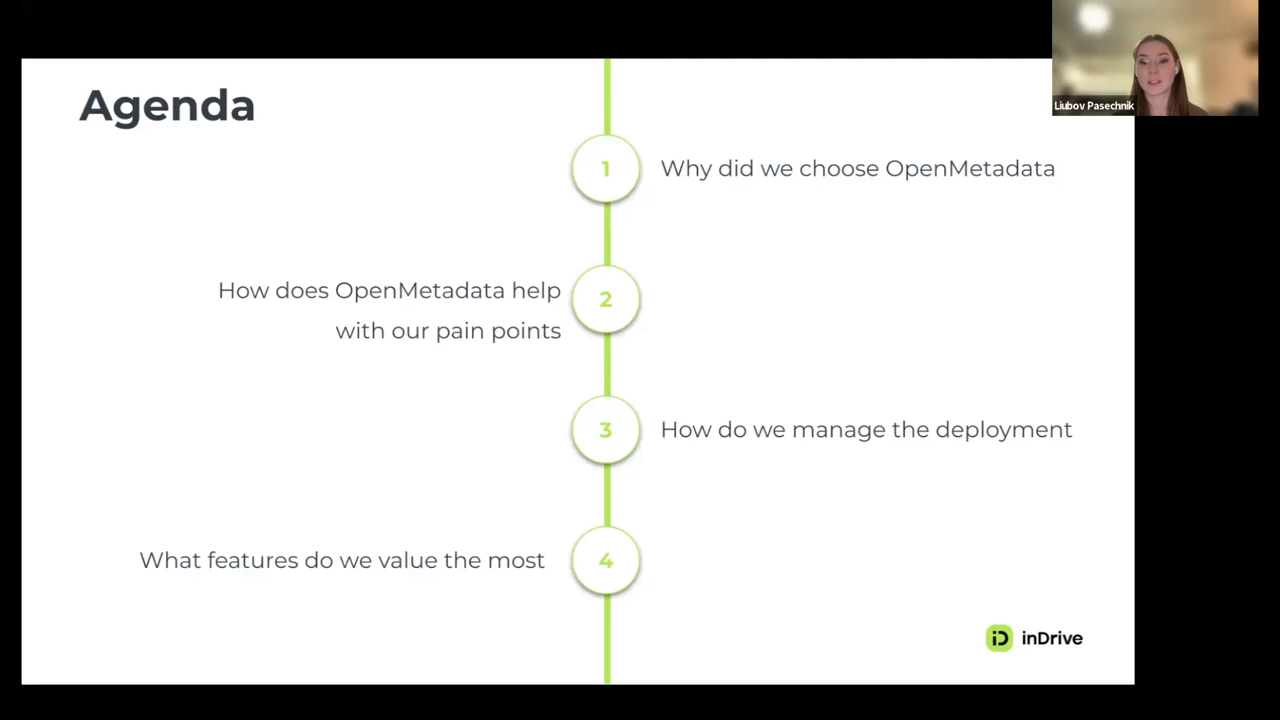 Agenda
Liubov Pasechnik
1
Why did we choose OpenMetadata
How does OpenMetadata help
with our pain points
2
3
How do we manage the deployment
What features do we value the most
4
iD inDrive